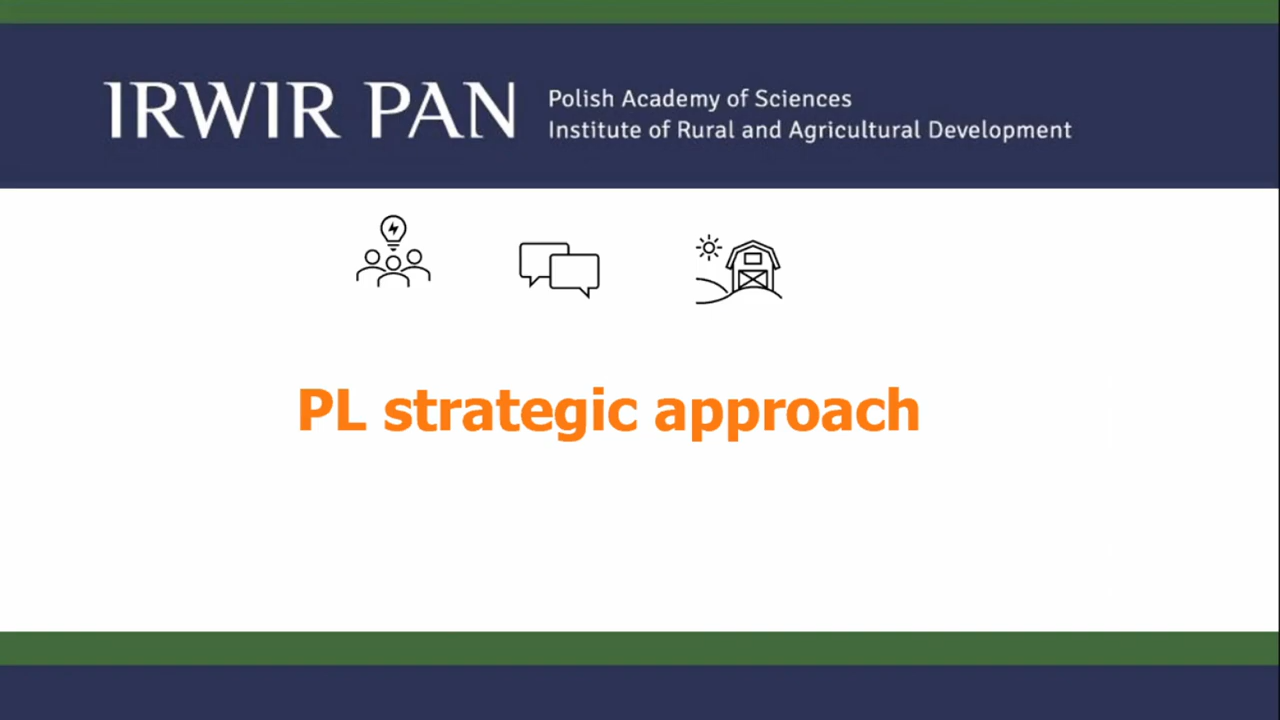 IRWIR PAN
Polish Academy of Sciences
Institute of Rural and Agricultural Development
PL strategic approach